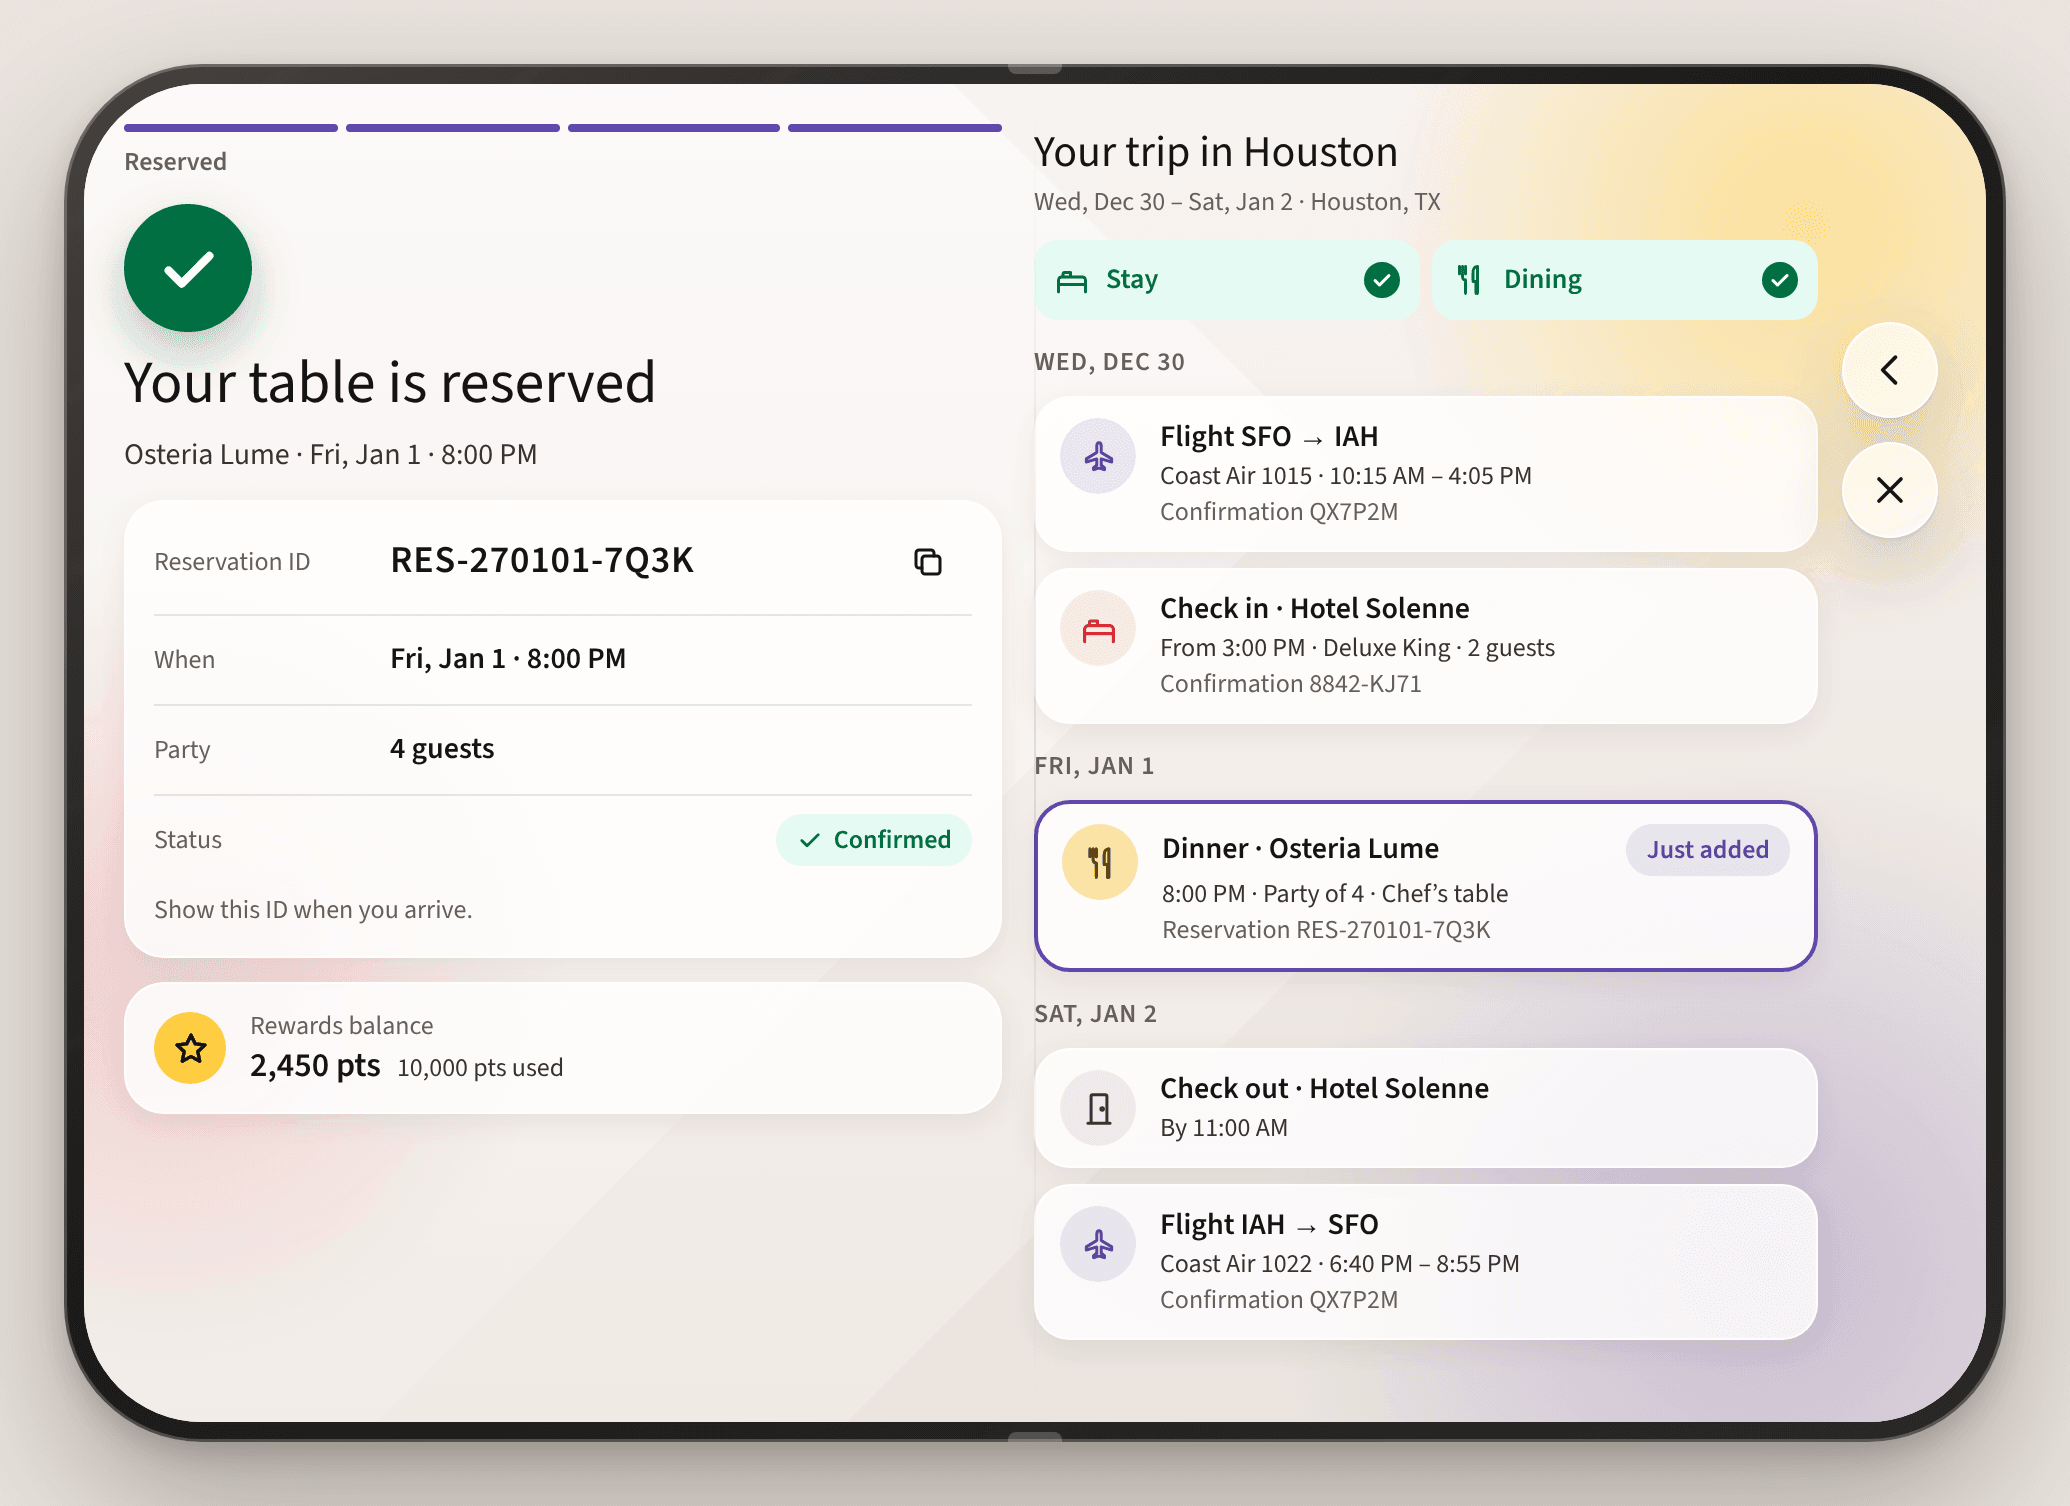 Reserved
Your table is reserved
Osteria Lume · Fri, Jan 1 · 8:00 PM
Reservation ID RES-270101-7Q3K
When Fri, Jan 1 · 8:00 PM
Party 4 guests
Status Confirmed
Show this ID when you arrive.
Rewards balance
2,450 pts 10,000 pts used
Your trip in Houston
Wed, Dec 30 – Sat, Jan 2 · Houston, TX
Stay Dining
WED, DEC 30
Flight SFO → IAH
Coast Air 1015 · 10:15 AM – 4:05 PM
Confirmation QX7P2M
Check in · Hotel Solenne
From 3:00 PM · Deluxe King · 2 guests
Confirmation 8842-KJ71
FRI, JAN 1
Dinner · Osteria Lume Just added
8:00 PM · Party of 4 · Chef’s table
Reservation RES-270101-7Q3K
SAT, JAN 2
Check out · Hotel Solenne
By 11:00 AM
Flight IAH → SFO
Coast Air 1022 · 6:40 PM – 8:55 PM
Confirmation QX7P2M